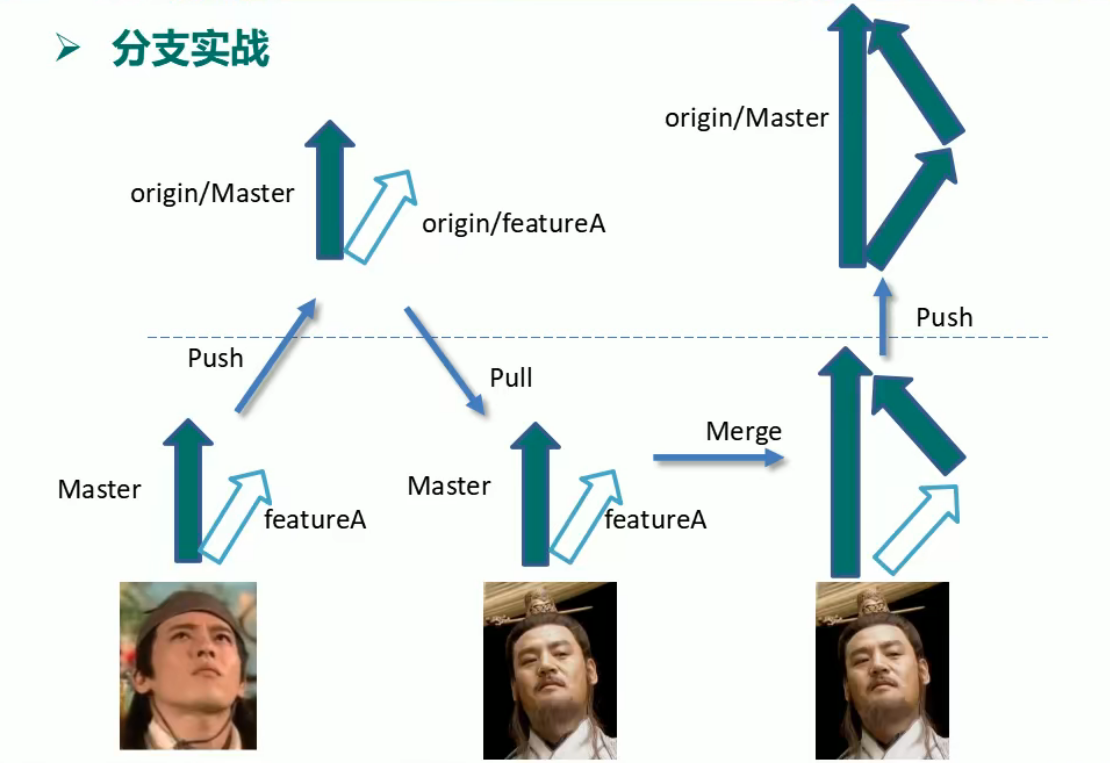 分支实战
origin/Master
origin/Master
origin/featureA
Push
Push
Pull
Merge
Master
featureA
Master
featureA